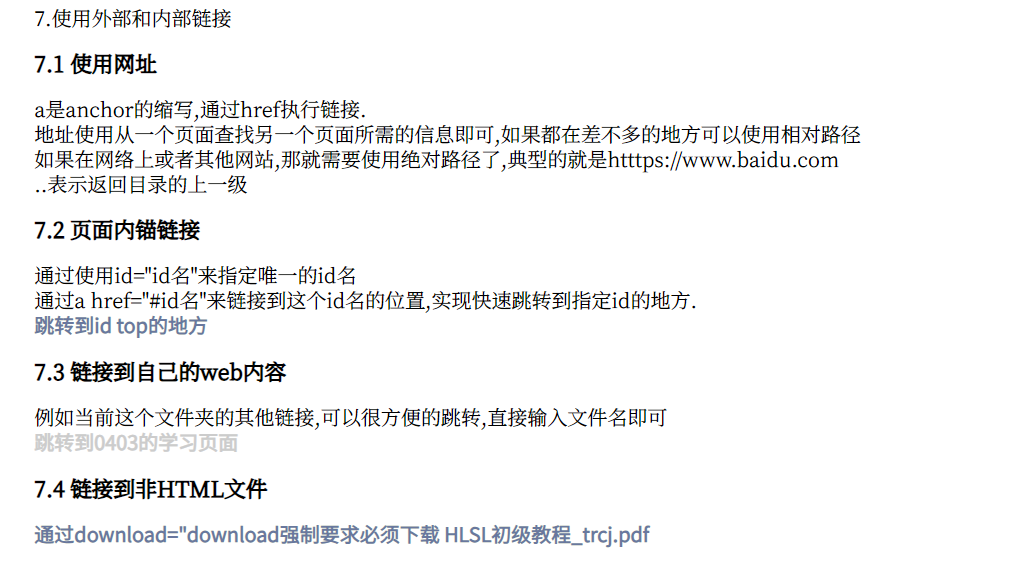 7.使用外部和内部链接
7.1 使用网址
a是anchor的缩写,通过href执行链接.
地址使用从一个页面查找另一个页面所需的信息即可,如果都在差不多的地方可以使用相对路径
如果在网络上或者其他网站,那就需要使用绝对路径了,典型的就是htttps://www.baidu.com
..表示返回目录的上一级
7.2 页面内锚链接
通过使用id="id名"来指定唯一的id名
通过a href="#id名"来链接到这个id名的位置,实现快速跳转到指定id的地方.
跳转到id top的地方
7.3 链接到自己的web内容
例如当前这个文件夹的其他链接,可以很方便的跳转,直接输入文件名即可
跳转到0403的学习页面
7.4 链接到非HTML文件
通过download="download强制要求必须下载 HLSL初级教程_trcj.pdf